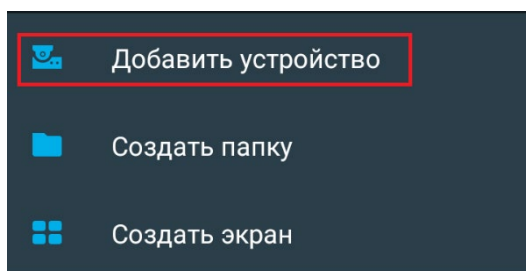 Добавить устройство
Создать папку
Создать экран